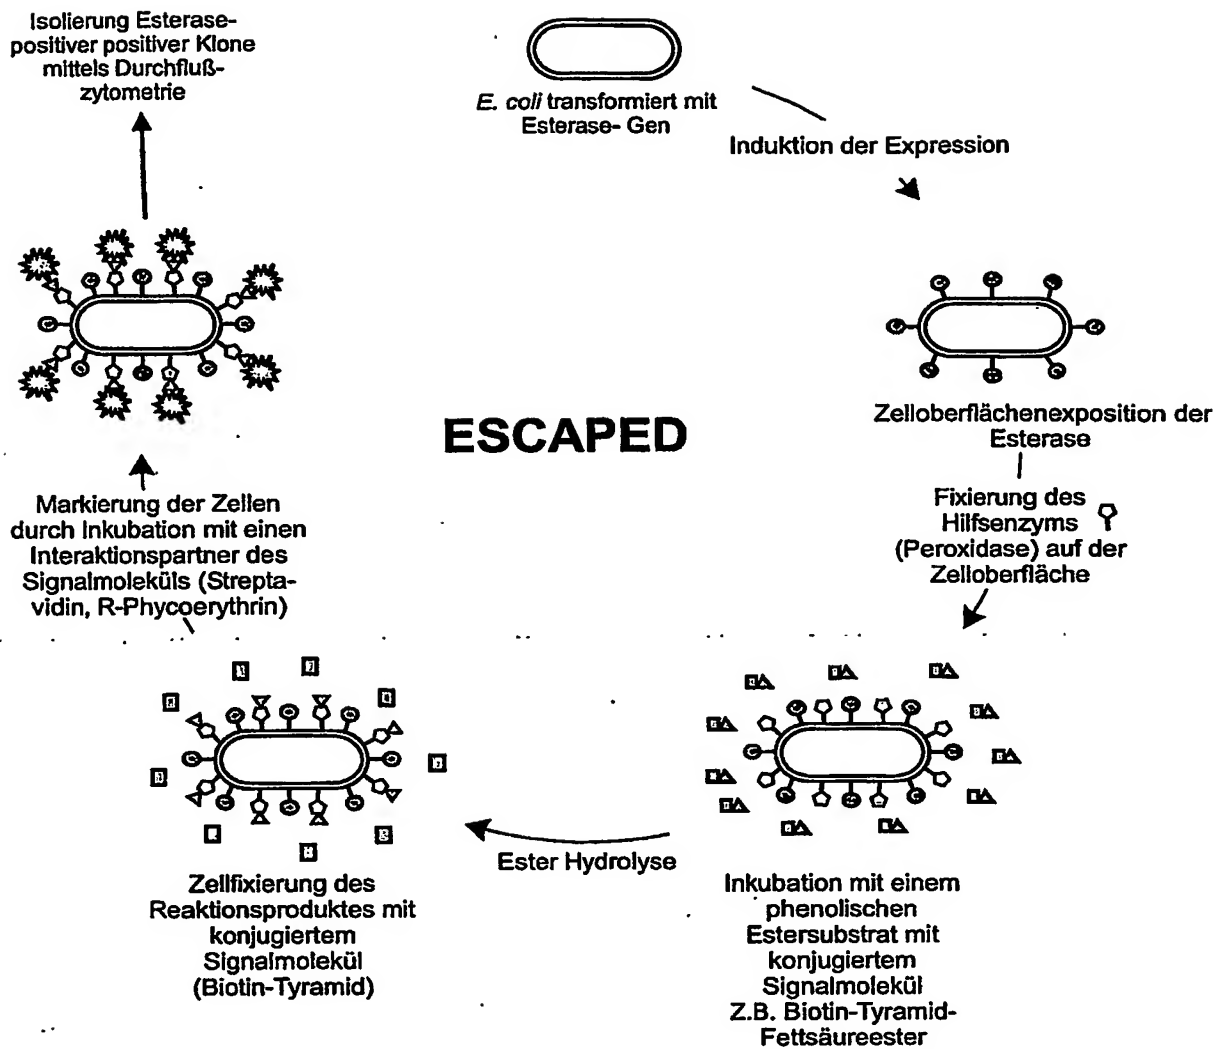 Isolierung Esterase-
positiver positiver Klone
mittels Durchfluß-
zytometrie
E. coli transformiert mit
Esterase- Gen
Induktion der Expression
Zelloberflächenexposition der
Esterase
Fixierung des
Hilfsenzyms
(Peroxidase) auf der
Zelloberfläche
ESCAPED
Markierung der Zellen
durch Inkubation mit einen
Interaktionspartner des
Signalmoleküls (Strepta-
vidin, R-Phycoerythrin)
Ester Hydrolyse
Zellfixierung des
Reaktionsproduktes mit
konjugiertem
Signalmolekül
(Biotin-Tyramid)
Inkubation mit einem
phenolischen
Estersubstrat mit
konjugiertem
Signalmolekül
Z.B. Biotin-Tyramid-
Fettsäureester